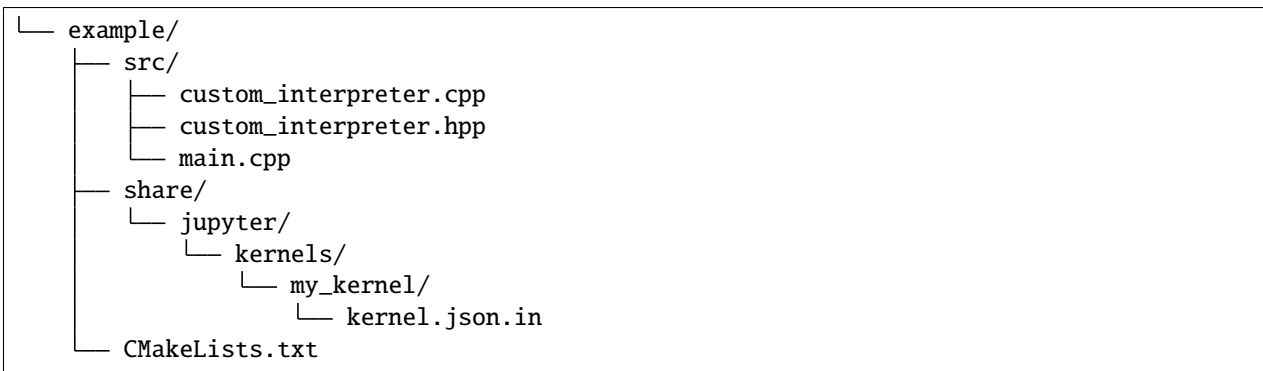 └── example/
    ├── src/
    │   ├── custom_interpreter.cpp
    │   ├── custom_interpreter.hpp
    │   └── main.cpp
    ├── share/
    │   └── jupyter/
    │       └── kernels/
    │           └── my_kernel/
    │               └── kernel.json.in
    └── CMakeLists.txt